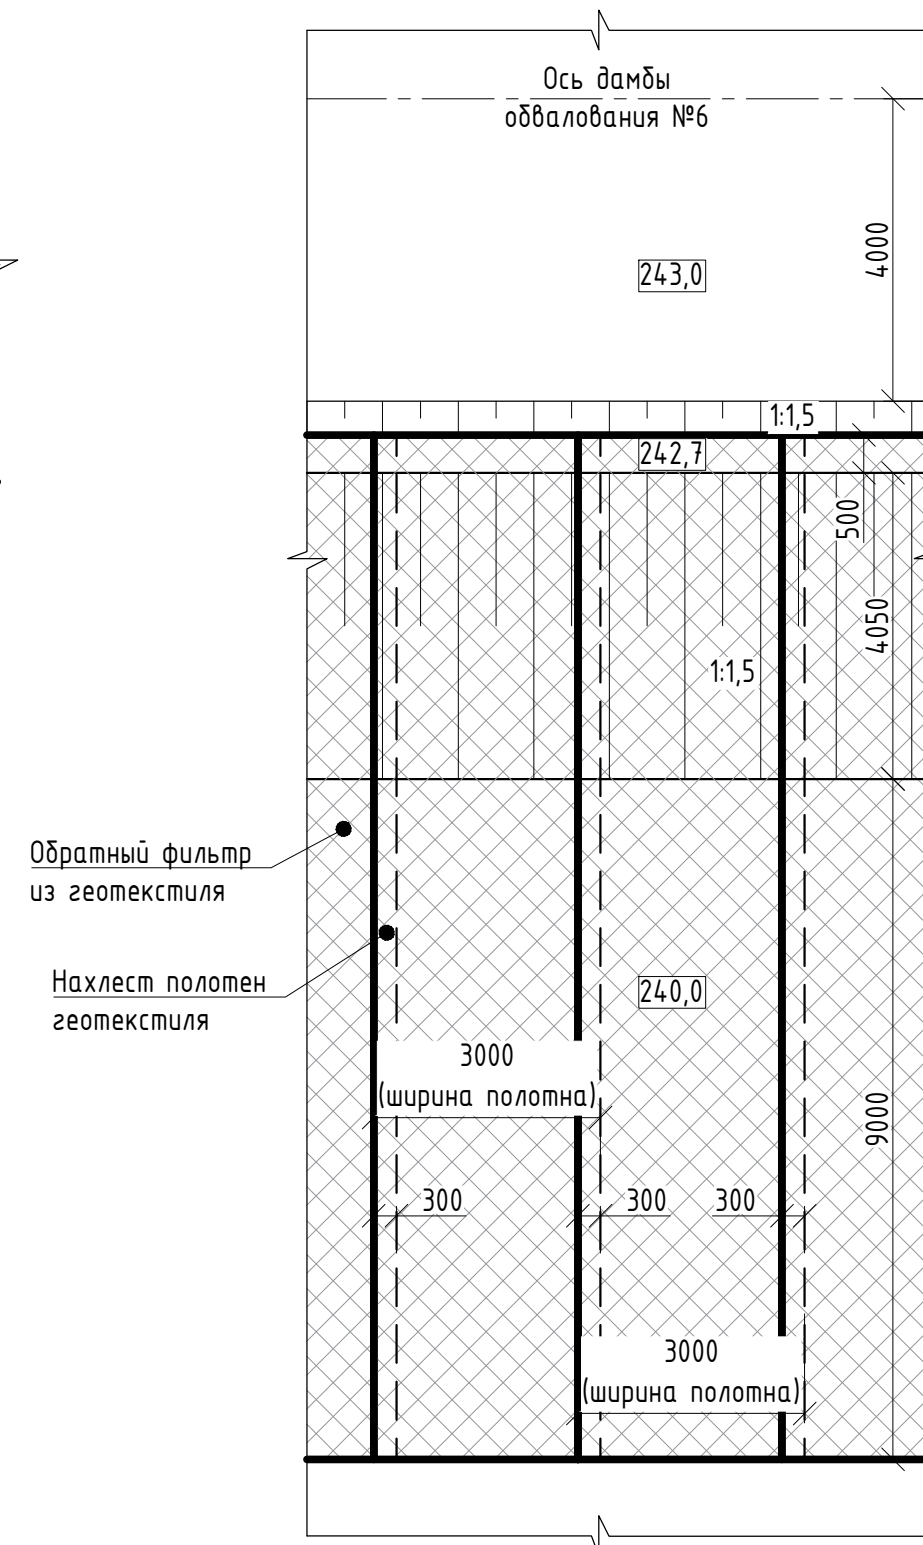 Ось дамбы
обвалования №6
4000
243,0
1:1,5
242,7
500
4050
1:1,5
Обратный фильтр
из геотекстиля
Нахлест полотен
геотекстиля
240,0
3000
(ширина полотна)
9000
300
300
300
3000
(ширина полотна)